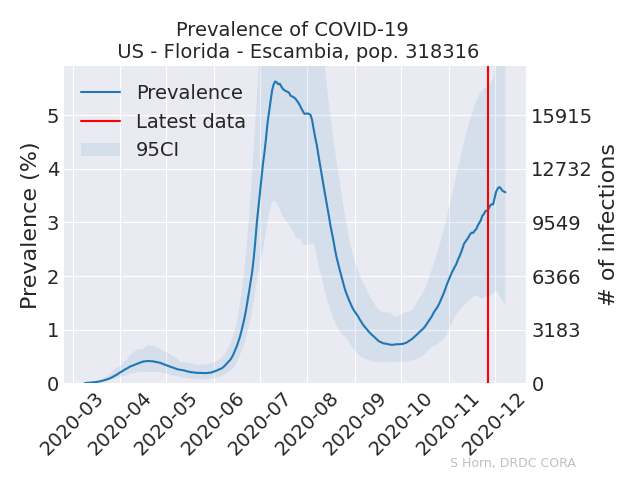 Prevalence of COVID-19
US - Florida - Escambia, pop. 318316
Prevalence
Latest data
95CI
Prevalence (%)
5
4
3
2
1
0
15915
12732
9549
6366
3183
0
# of infections
2020-03
2020-04
2020-05
2020-06
2020-07
2020-08
2020-09
2020-10
2020-11
2020-12
S Horn, DRDC CORA